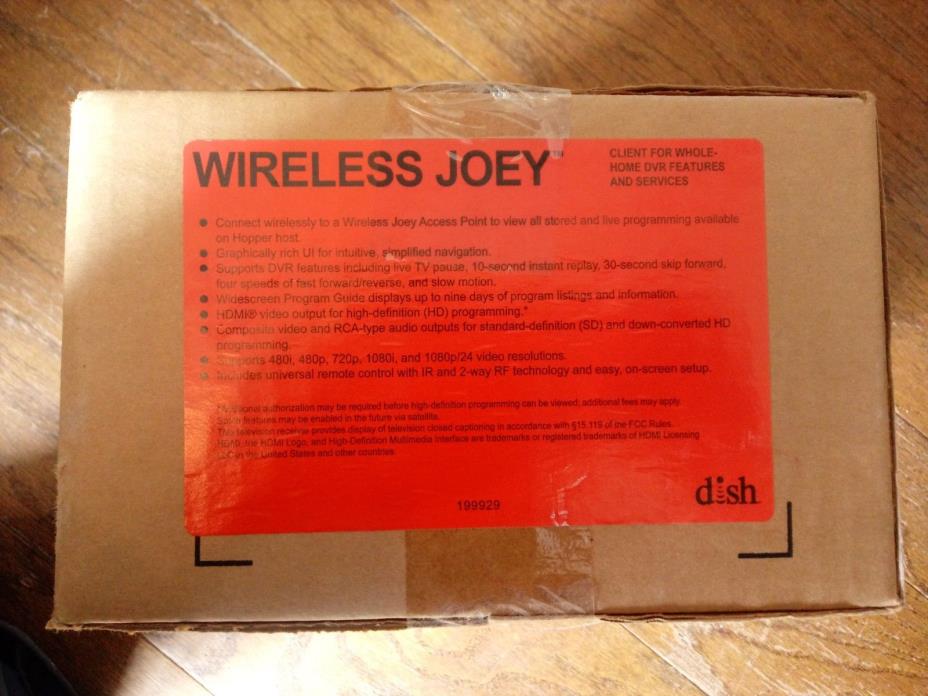 WIRELESS JOEY™
CLIENT FOR WHOLE-
HOME DVR FEATURES
AND SERVICES
● Connect wirelessly to a Wireless Joey Access Point to view all stored and live programming available
on Hopper host.
● Graphically rich UI for intuitive, simplified navigation.
● Supports DVR features including live TV pause, 10-second instant replay, 30-second skip forward,
four speeds of fast forward/reverse, and slow motion.
● Widescreen Program Guide displays up to nine days of program listings and information.
● HDMI® video output for high-definition (HD) programming.*
● Composite video and RCA-type audio outputs for standard-definition (SD) and down-converted HD
programming.
● Supports 480i, 480p, 720p, 1080i, and 1080p/24 video resolutions.
● Includes universal remote control with IR and 2-way RF technology and easy, on-screen setup.
*Additional authorization may be required before high-definition programming can be viewed; additional fees may apply.
features may be enabled in the future via satellite.
This television receiver provides display of television closed captioning in accordance with §15.119 of the FCC Rules.
HDMI, the HDMI Logo, and High-Definition Multimedia Interface are trademarks or registered trademarks of HDMI Licensing
LLC in the United States and other countries.
199929
dish